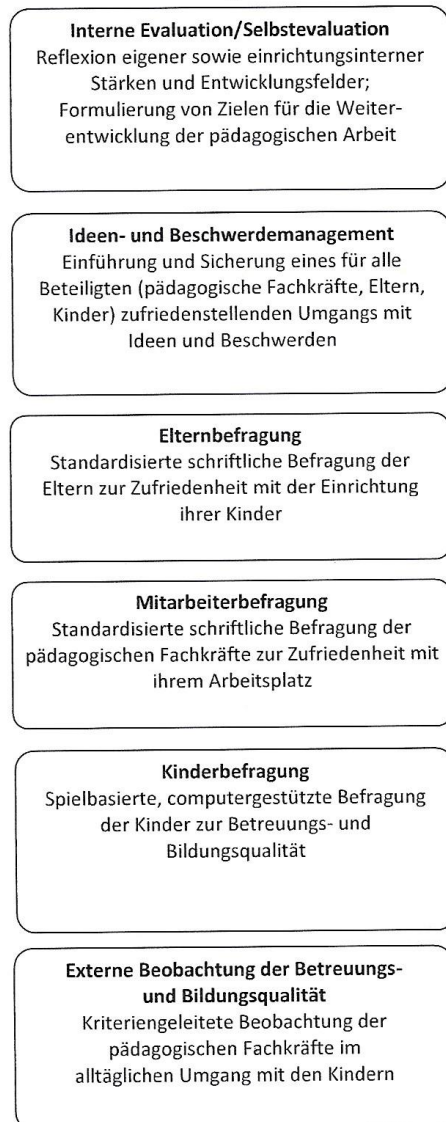 Interne Evaluation/Selbstevaluation
Reflexion eigener sowie einrichtungsinterner
Stärken und Entwicklungsfelder;
Formulierung von Zielen für die Weiter-
entwicklung der pädagogischen Arbeit
Ideen- und Beschwerdemanagement
Einführung und Sicherung eines für alle
Beteiligten (pädagogische Fachkräfte, Eltern,
Kinder) zufriedenstellenden Umgangs mit
Ideen und Beschwerden
Elternbefragung
Standardisierte schriftliche Befragung der
Eltern zur Zufriedenheit mit der Einrichtung
ihrer Kinder
Mitarbeiterbefragung
Standardisierte schriftliche Befragung der
pädagogischen Fachkräfte zur Zufriedenheit mit
ihrem Arbeitsplatz
Kinderbefragung
Spielbasierte, computergestützte Befragung
der Kinder zur Betreuungs- und
Bildungsqualität
Externe Beobachtung der Betreuungs-
und Bildungsqualität
Kriteriengeleitete Beobachtung der
pädagogischen Fachkräfte im
alltäglichen Umgang mit den Kindern